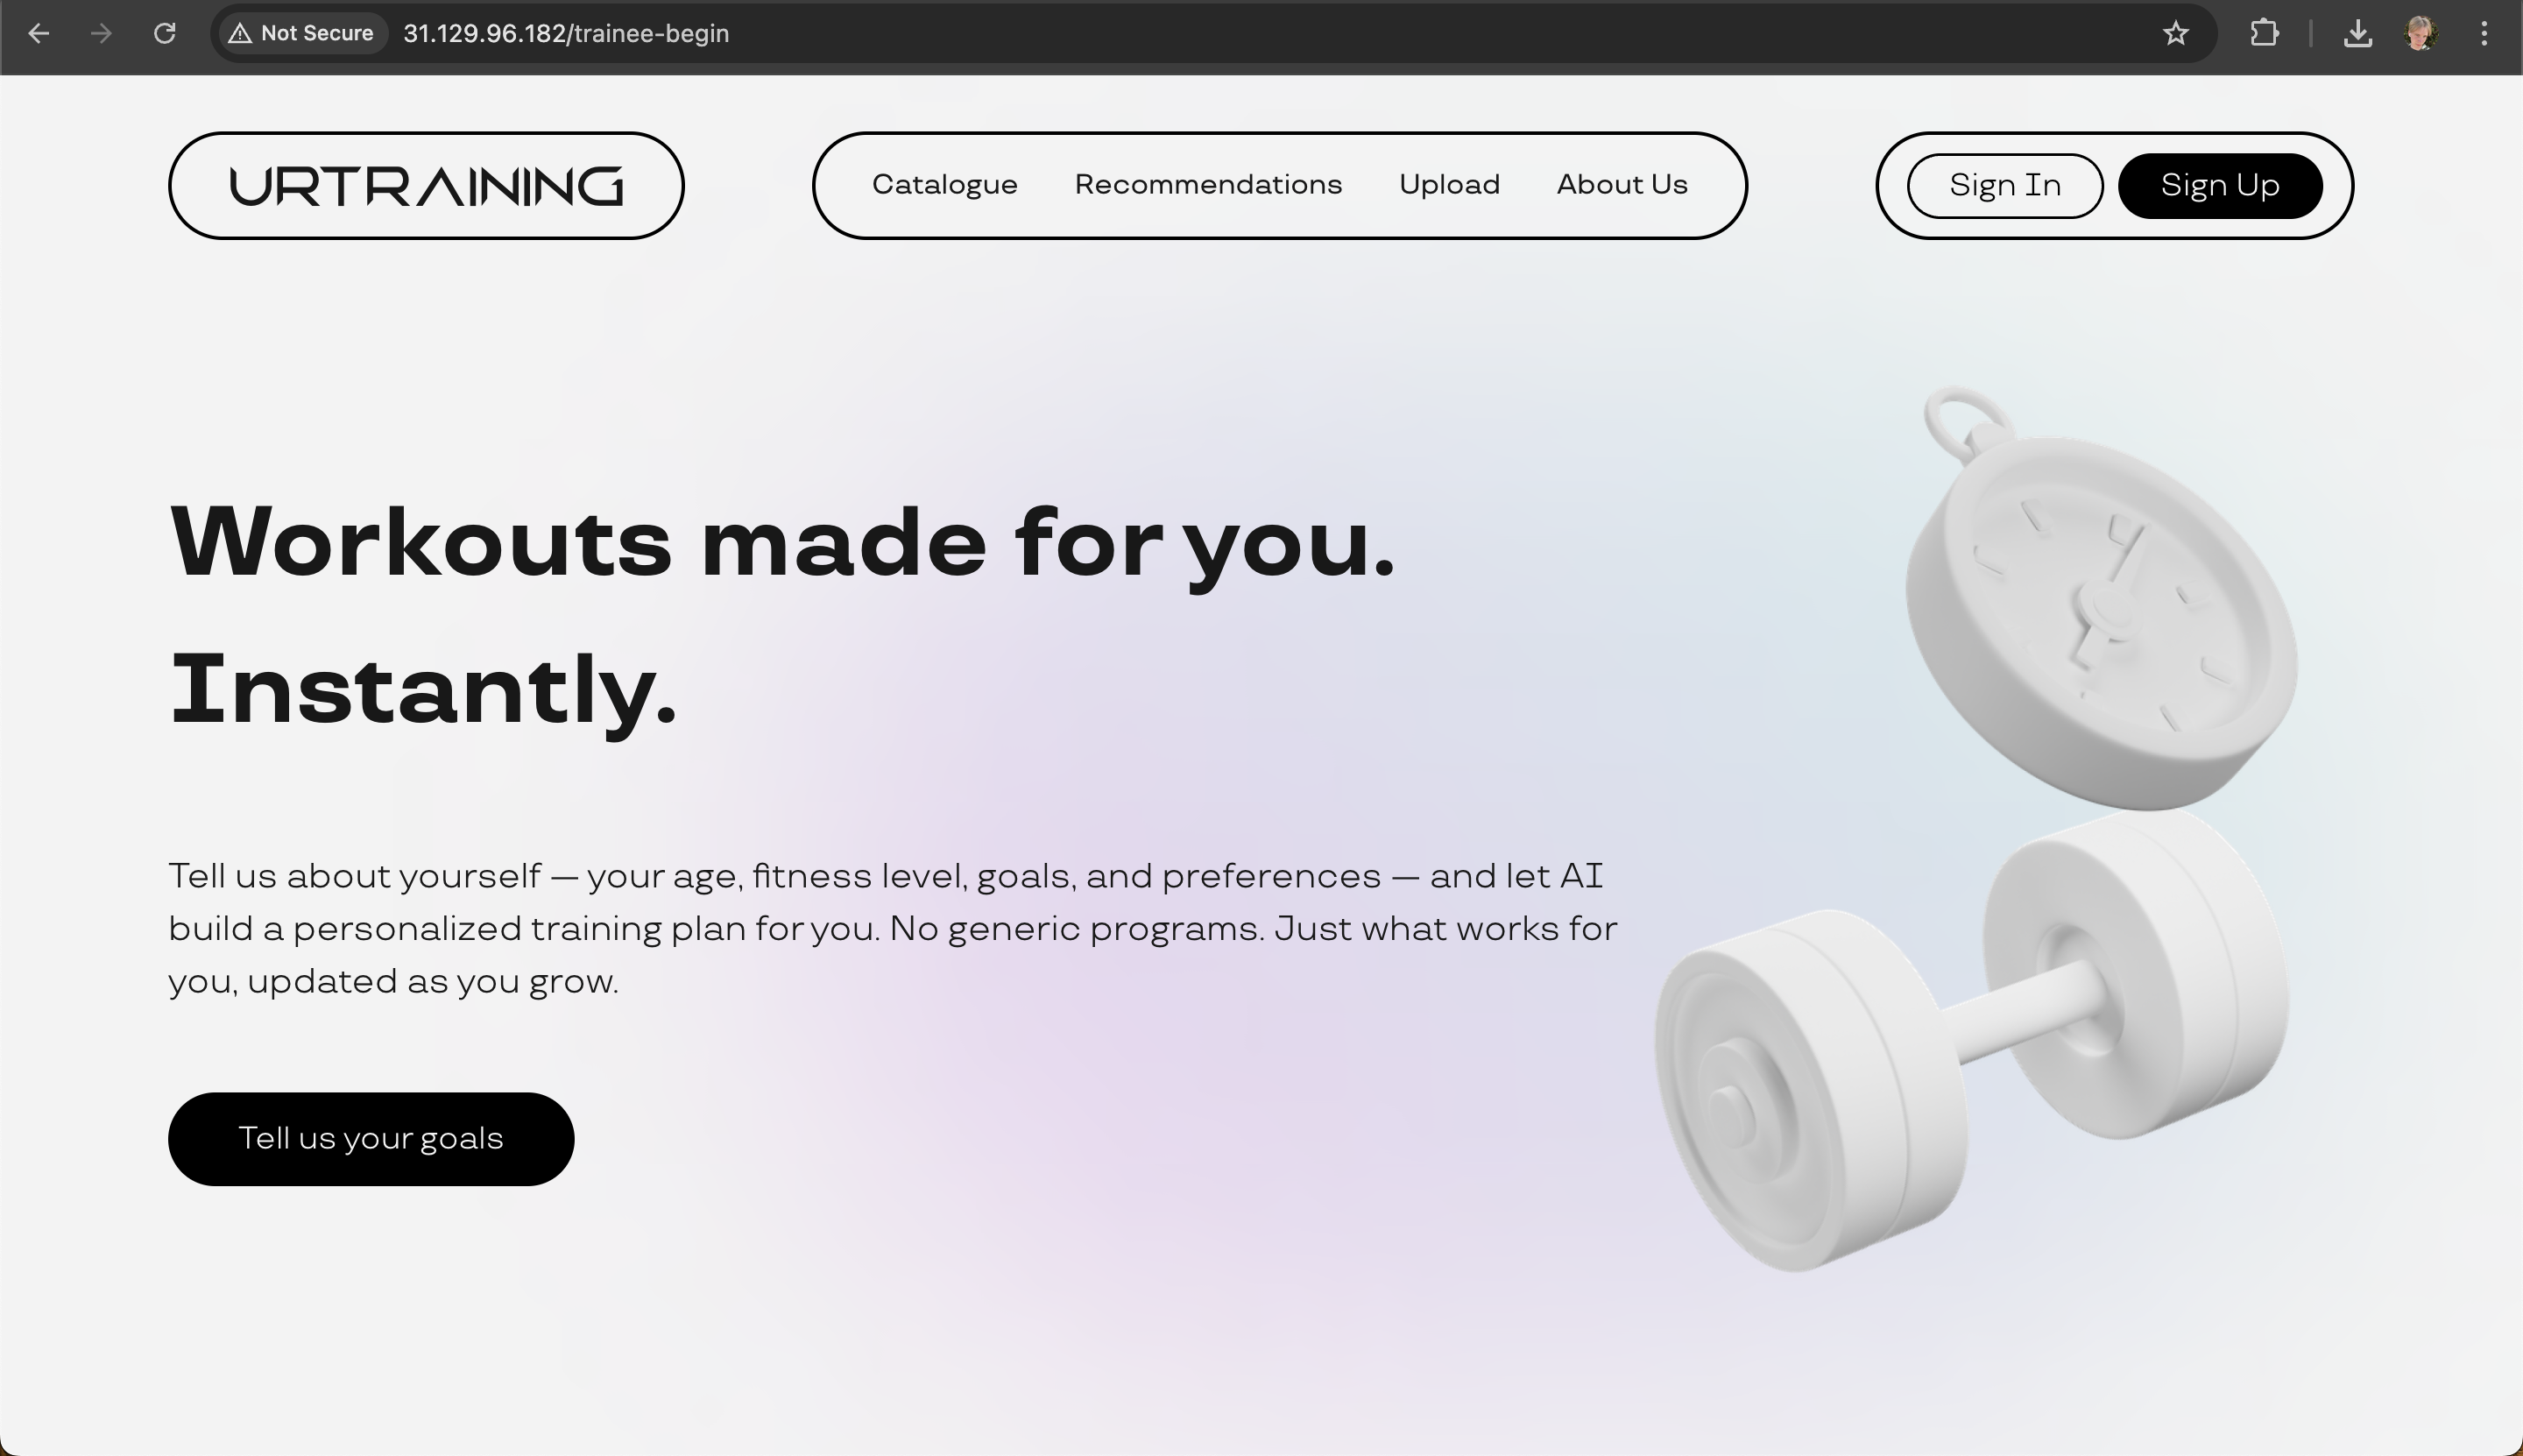 Not Secure 31.129.96.182/trainee-begin
URTRAINING
Catalogue Recommendations Upload About Us
Sign In Sign Up
Workouts made for you.
Instantly.
Tell us about yourself — your age, fitness level, goals, and preferences — and let AI
build a personalized training plan for you. No generic programs. Just what works for
you, updated as you grow.
Tell us your goals